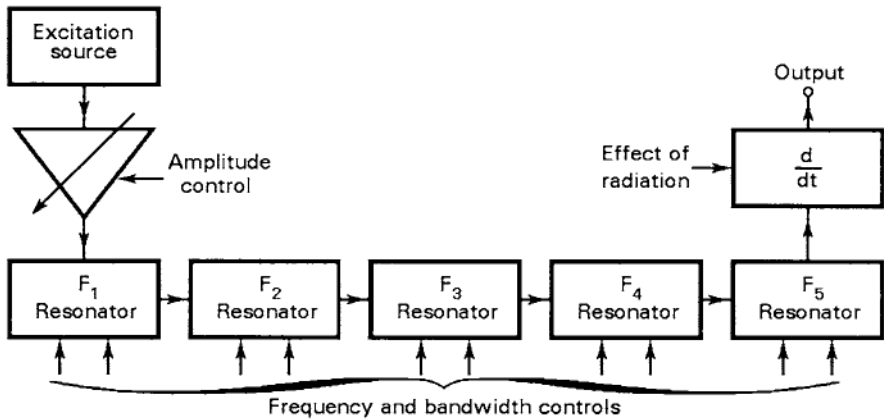 Excitation
source
Output
Amplitude
control
Effect of
radiation
d
dt
F1
Resonator
F2
Resonator
F3
Resonator
F4
Resonator
F5
Resonator
Frequency and bandwidth controls